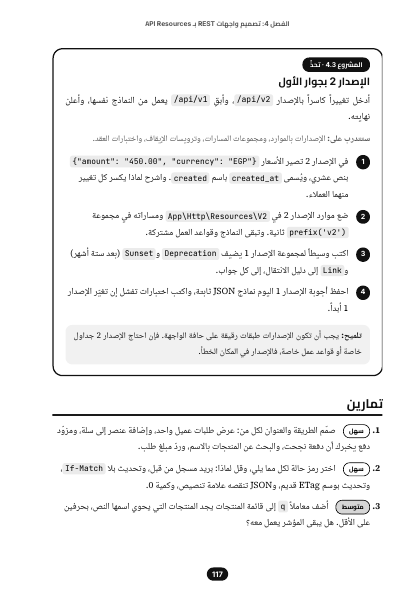 الفصل 4: تصميم واجهات REST بـ API Resources
المشروع 4.3 · تحدٍّ
الإصدار 2 بجوار الأول
أدخل تغييراً كاسراً بالإصدار /api/v2، وأبقِ /api/v1 يعمل من النماذج نفسها، وأعلن
نهايته.
ستتدرب على: الإصدارات بالموارد، ومجموعات المسارات، وترويسات الإيقاف، واختبارات العقد.
1 في الإصدار 2 تصير الأسعار {"amount": "450.00", "currency": "EGP"}
بنص عشري، ويُسمى created_at باسم created. واشرح لماذا يكسر كل تغيير
منهما العملاء.
2 ضع موارد الإصدار 2 في App\Http\Resources\V2 ومساراته في مجموعة
prefix('v2') ثانية. وتبقى النماذج وقواعد العمل مشتركة.
3 اكتب وسيطاً لمجموعة الإصدار 1 يضيف Deprecation و Sunset (بعد ستة أشهر)
و Link إلى دليل الانتقال، إلى كل جواب.
4 احفظ أجوبة الإصدار 1 اليوم نماذج JSON ثابتة، واكتب اختبارات تفشل إن تغيّر الإصدار
1 أبداً.
تلميح: يجب أن تكون الإصدارات طبقات رقيقة على حافة الواجهة. فإن احتاج الإصدار 2 جداول
خاصة أو قواعد عمل خاصة، فالإصدار في المكان الخطأ.
تمارين
1. سهل صمّم الطريقة والعنوان لكل من: عرض طلبات عميل واحد، وإضافة عنصر إلى سلة، ومزوّد
دفع يخبرك أن دفعة نجحت، والبحث عن المنتجات بالاسم، وردّ مبلغ طلب.
2. سهل اختر رمز حالة لكل مما يلي، وقل لماذا: بريد مسجل من قبل، وتحديث بلا If-Match،
وتحديث بوسم ETag قديم، وJSON تنقصه علامة تنصيص، وكمية 0.
3. متوسط أضف معاملاً q إلى قائمة المنتجات يجد المنتجات التي يحوي اسمها النص، بحرفين
على الأقل. هل يبقى المؤشر يعمل معه؟
117